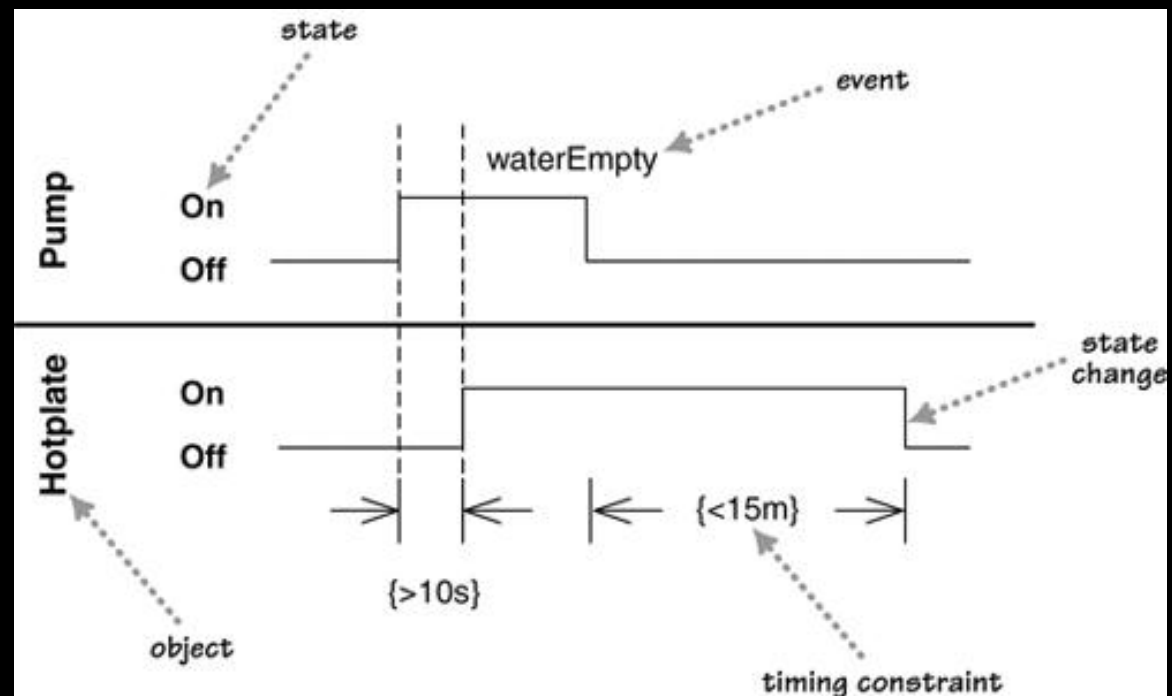 state
event
waterEmpty
Pump
On
Off
state
change
Hotplate
On
Off
{<15m}
{>10s}
object
timing constraint